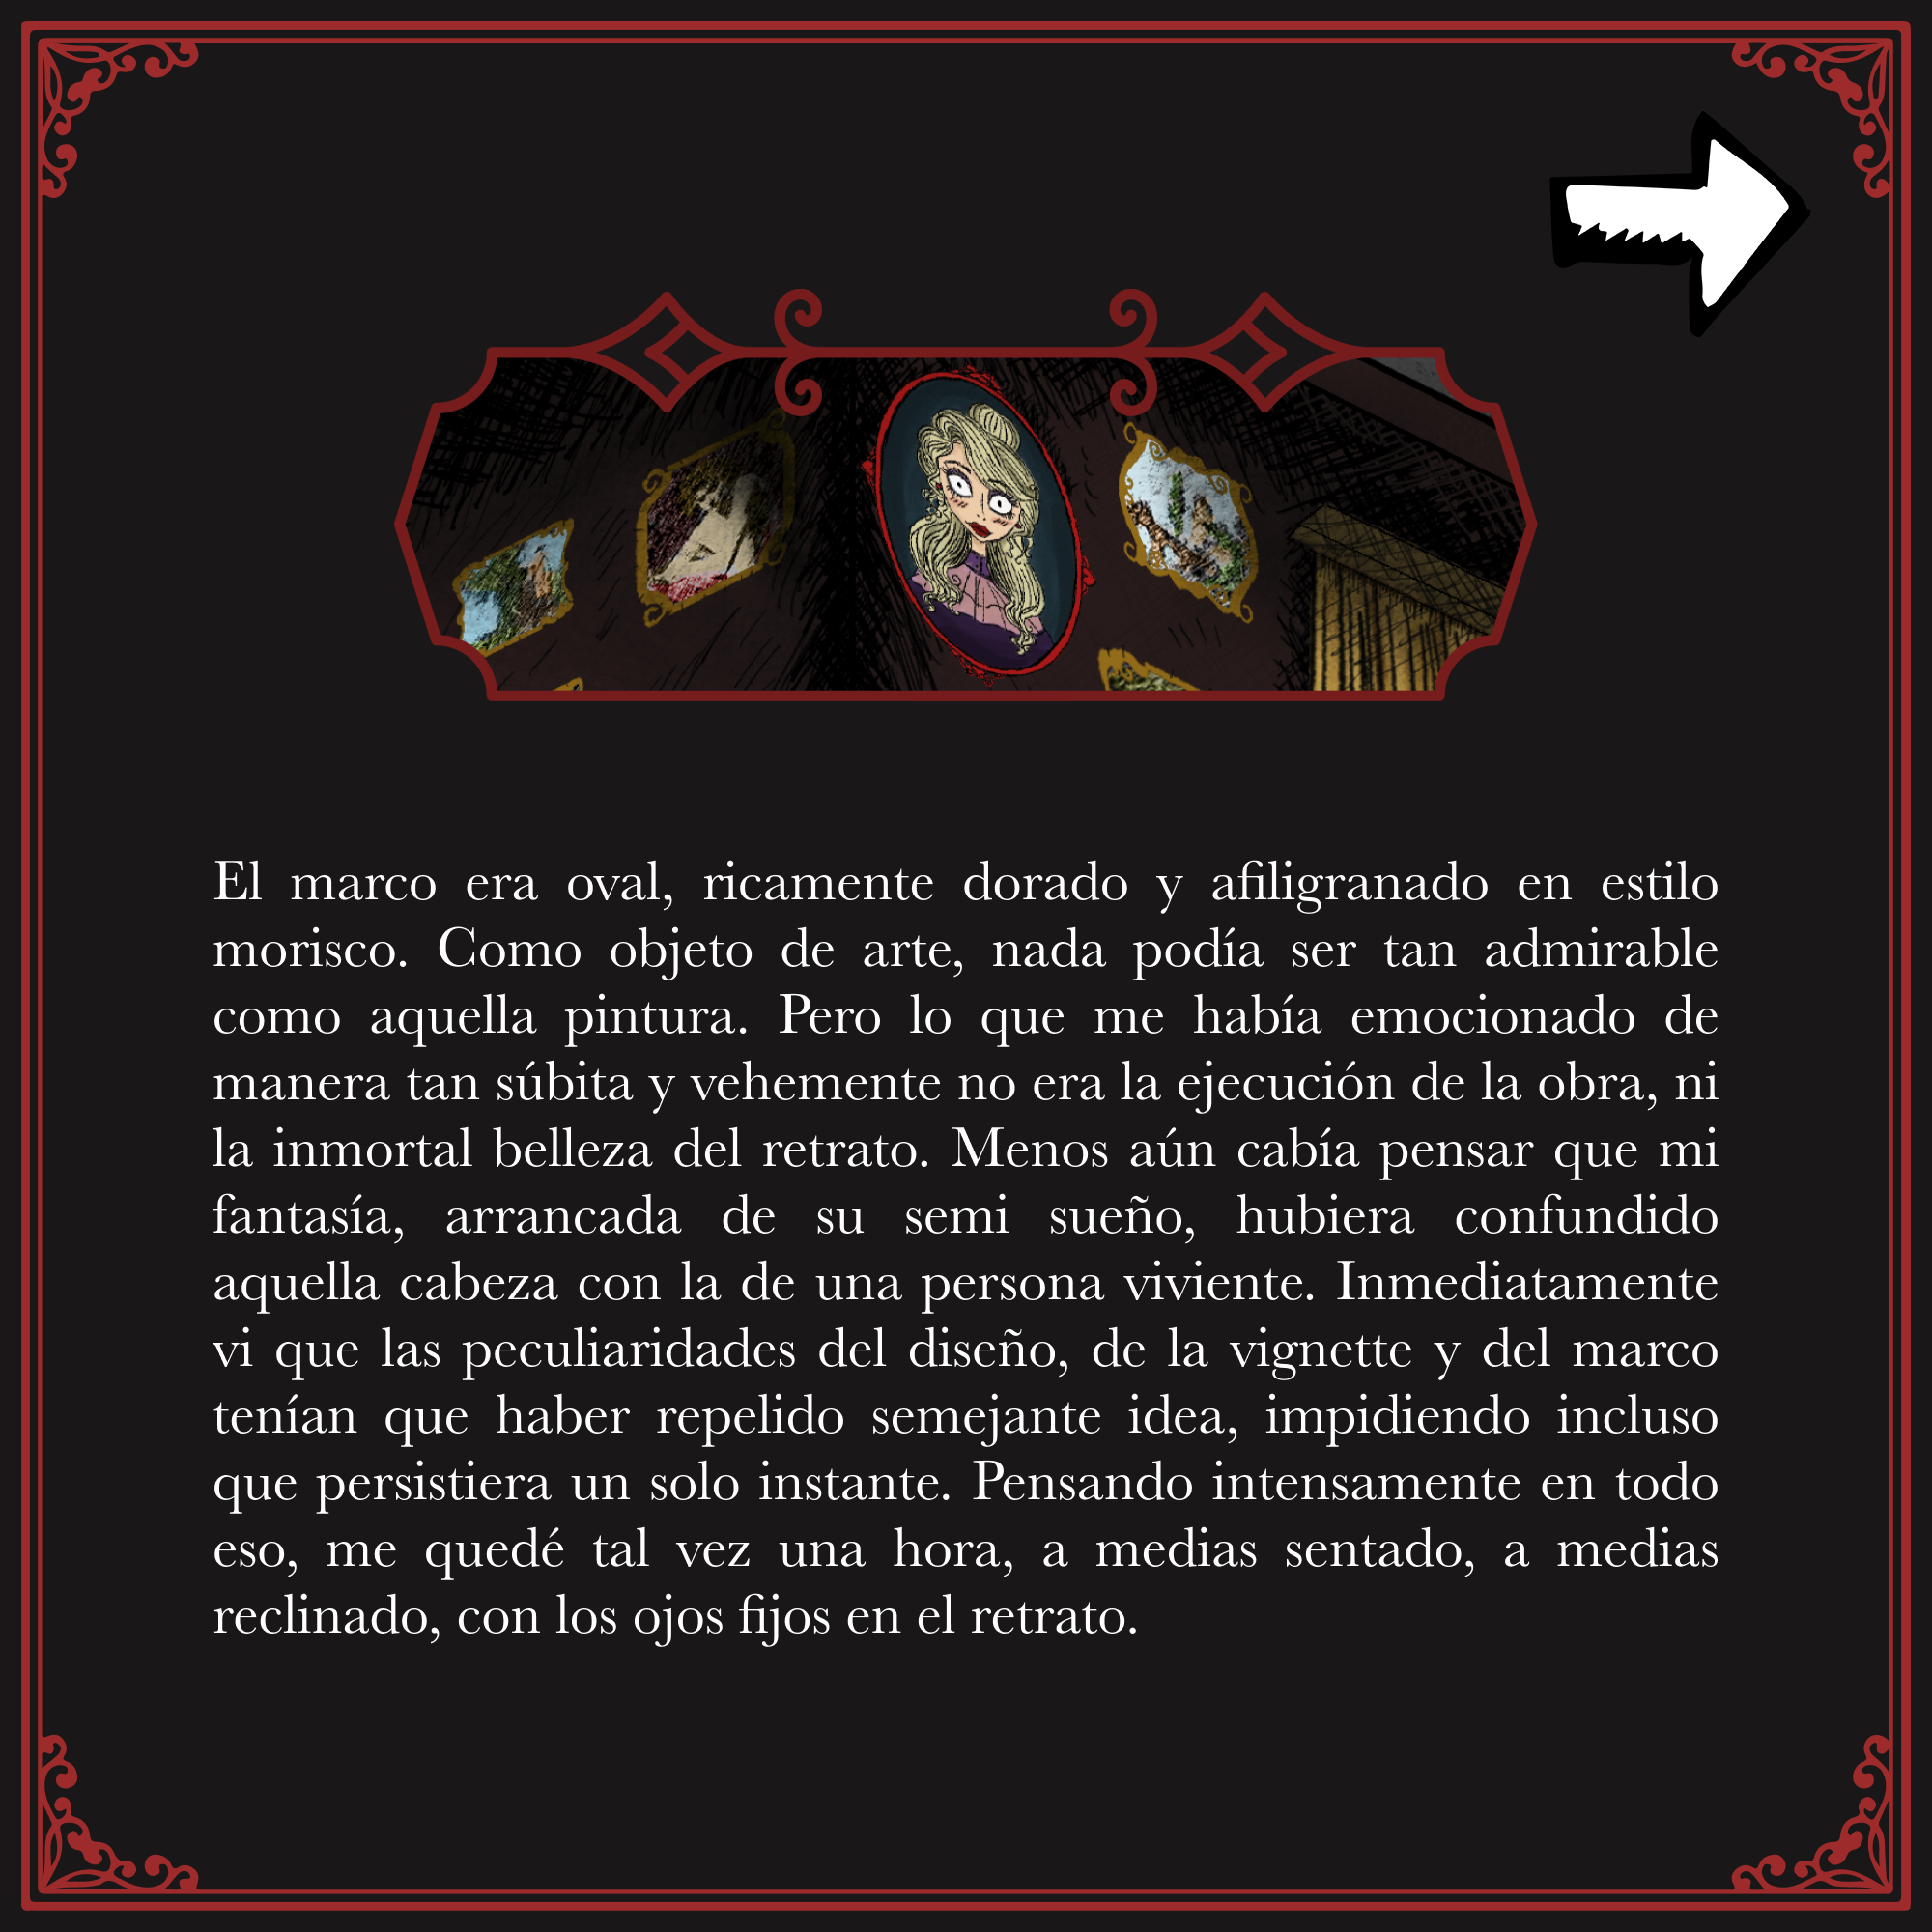 El marco era oval, ricamente dorado y afiligranado en estilo
morisco. Como objeto de arte, nada podía ser tan admirable
como aquella pintura. Pero lo que me había emocionado de
manera tan súbita y vehemente no era la ejecución de la obra, ni
la inmortal belleza del retrato. Menos aún cabía pensar que mi
fantasía, arrancada de su semi sueño, hubiera confundido
aquella cabeza con la de una persona viviente. Inmediatamente
vi que las peculiaridades del diseño, de la vignette y del marco
tenían que haber repelido semejante idea, impidiendo incluso
que persistiera un solo instante. Pensando intensamente en todo
eso, me quedé tal vez una hora, a medias sentado, a medias
reclinado, con los ojos fijos en el retrato.